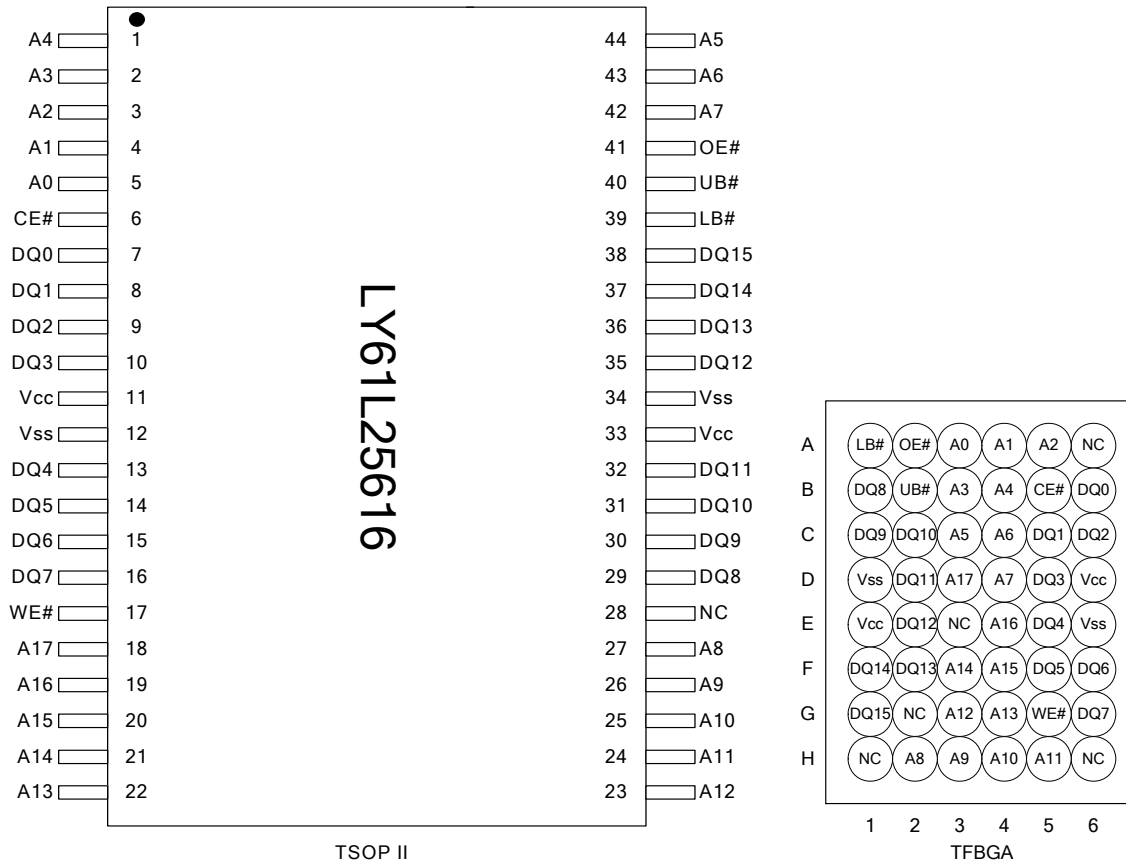 A4 1 44 A5
A3 2 43 A6
A2 3 42 A7
A1 4 41 OE#
A0 5 40 UB#
CE# 6 39 LB#
DQ0 7 38 DQ15
DQ1 8 37 DQ14
DQ2 9 36 DQ13
DQ3 10 35 DQ12
Vcc 11 34 Vss
Vss 12 33 Vcc
DQ4 13 32 DQ11
DQ5 14 31 DQ10
DQ6 15 30 DQ9
DQ7 16 29 DQ8
WE# 17 28 NC
A17 18 27 A8
A16 19 26 A9
A15 20 25 A10
A14 21 24 A11
A13 22 23 A12
LY61L25616
TSOP II
A LB# OE# A0 A1 A2 NC
B DQ8 UB# A3 A4 CE# DQ0
C DQ9 DQ10 A5 A6 DQ1 DQ2
D Vss DQ11 A17 A7 DQ3 Vcc
E Vcc DQ12 NC A16 DQ4 Vss
F DQ14 DQ13 A14 A15 DQ5 DQ6
G DQ15 NC A12 A13 WE# DQ7
H NC A8 A9 A10 A11 NC
1 2 3 4 5 6
TFBGA